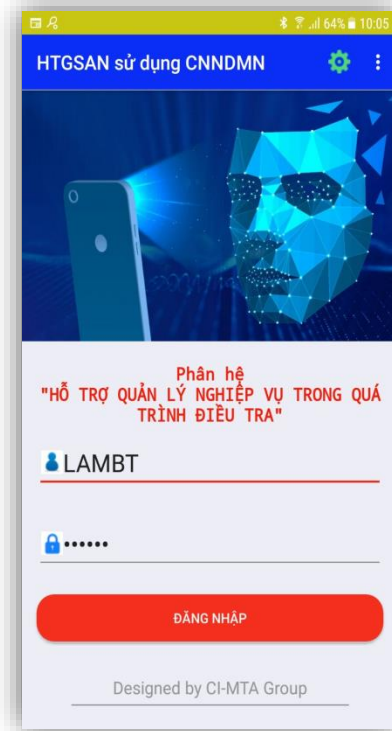 64% 10:05
HTGSAN sử dụng CNNDMN
Phân hệ
"HỖ TRỢ QUẢN LÝ NGHIỆP VỤ TRONG QUÁ
TRÌNH ĐIỀU TRA"
LAMBT
••••••
ĐĂNG NHẬP
Designed by CI-MTA Group